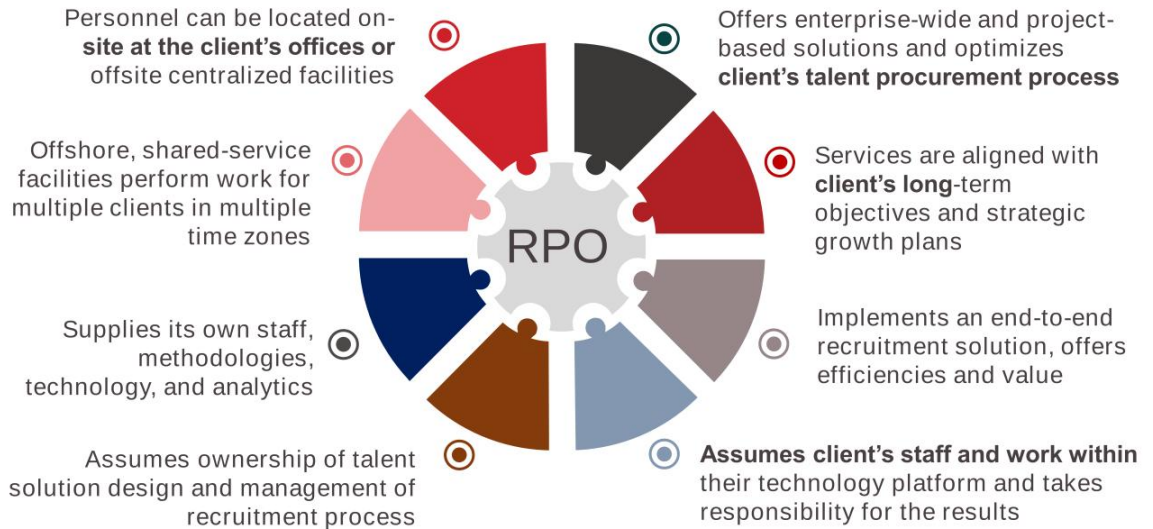 Personnel can be located on-
site at the client's offices or
offsite centralized facilities
Offers enterprise-wide and project-
based solutions and optimizes
client's talent procurement process
Offshore, shared-service
facilities perform work for
multiple clients in multiple
time zones
Services are aligned with
client's long-term
objectives and strategic
growth plans
RPO
Supplies its own staff,
methodologies,
technology, and analytics
Implements an end-to-end
recruitment solution, offers
efficiencies and value
Assumes ownership of talent
solution design and management of
recruitment process
Assumes client's staff and work within
their technology platform and takes
responsibility for the results